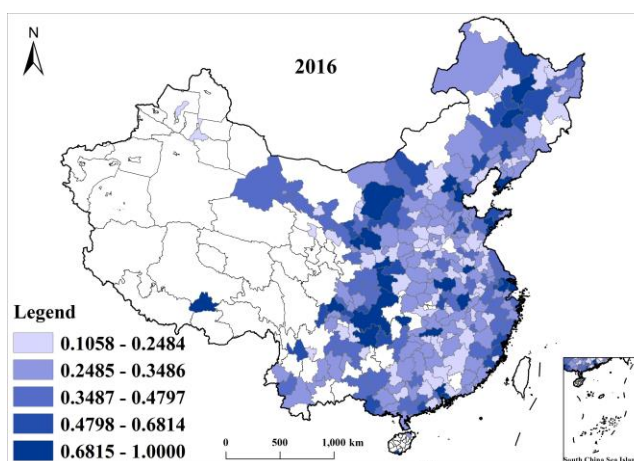 N
2016
Legend
0.1058 - 0.2484
0.2485 - 0.3486
0.3487 - 0.4797
0.4798 - 0.6814
0.6815 - 1.0000
0 500 1,000 km
South China Sea Island